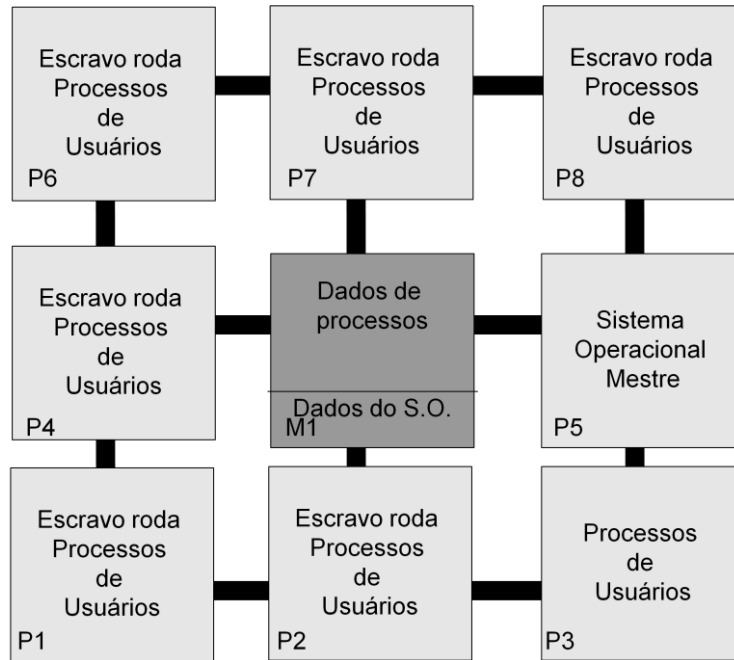 Escravo roda
Processos
de
Usuários
P6
Escravo roda
Processos
de
Usuários
P7
Escravo roda
Processos
de
Usuários
P8
Escravo roda
Processos
de
Usuários
P4
Dados de
processos
Dados do S.O.
M1
Sistema
Operacional
Mestre
P5
Escravo roda
Processos
de
Usuários
P1
Escravo roda
Processos
de
Usuários
P2
Processos
de
Usuários
P3